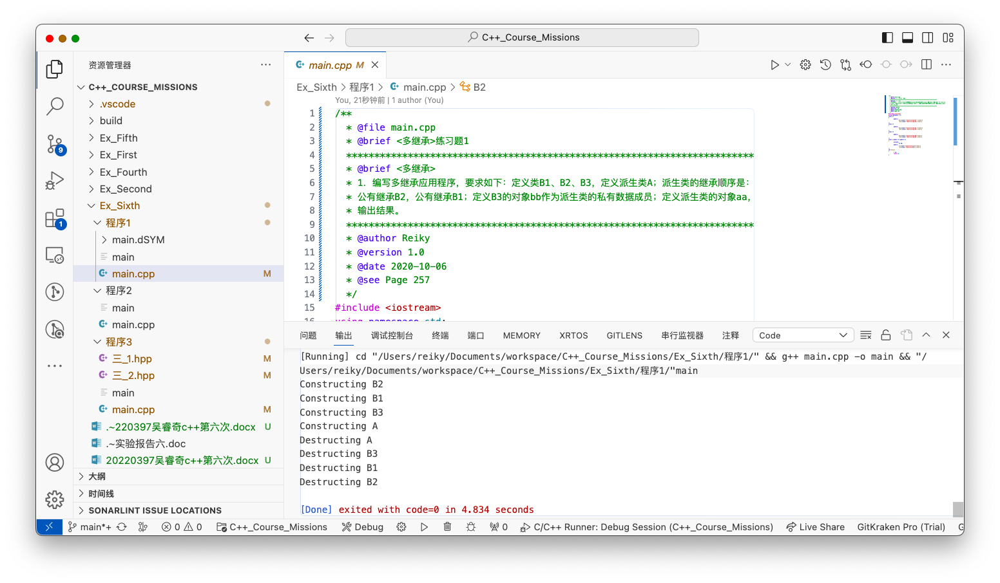 C++_Course_Missions
资源管理器
C++_COURSE_MISSIONS
.vscode
build
Ex_Fifth
Ex_First
Ex_Fourth
Ex_Second
Ex_Sixth
程序1
main.dSYM
main
main.cpp M
程序2
main
main.cpp
程序3
三_1.hpp M
三_2.hpp M
main
main.cpp M
.~220397吴睿奇c++第六次.docx U
.~实验报告六.doc
20220397吴睿奇c++第六次.docx U
大纲
时间线
SONARLINT ISSUE LOCATIONS
9
1
main.cpp M
Ex_Sixth > 程序1 > main.cpp > B2
You, 21秒钟前 | 1 author (You)
1 /**
2 * @file main.cpp
3 * @brief <多继承>练习题1
4 *************************************************************************
5 * @brief <多继承>
6 * 1. 编写多继承应用程序，要求如下：定义类B1、B2、B3，定义派生类A；派生类的继承顺序是：
7 * 公有继承B2，公有继承B1；定义B3的对象bb作为派生类的私有数据成员；定义派生类的对象aa，
8 * 输出结果。
9 *************************************************************************
10 * @author Reiky
11 * @version 1.0
12 * @date 2020-10-06
13 * @see Page 257
14 */
15 #include <iostream>
16 using namespace std;
问题 输出 调试控制台 终端 端口 MEMORY XRTOS GITLENS 串行监视器 注释 Code
[Running] cd "/Users/reiky/Documents/workspace/C++_Course_Missions/Ex_Sixth/程序1/" && g++ main.cpp -o main && "/
Users/reiky/Documents/workspace/C++_Course_Missions/Ex_Sixth/程序1/"main
Constructing B2
Constructing B1
Constructing B3
Constructing A
Destructing A
Destructing B3
Destructing B1
Destructing B2
[Done] exited with code=0 in 4.834 seconds
main*+ 0 0 C++_Course_Missions Debug 0 C/C++ Runner: Debug Session (C++_Course_Missions) Live Share GitKraken Pro (Trial)